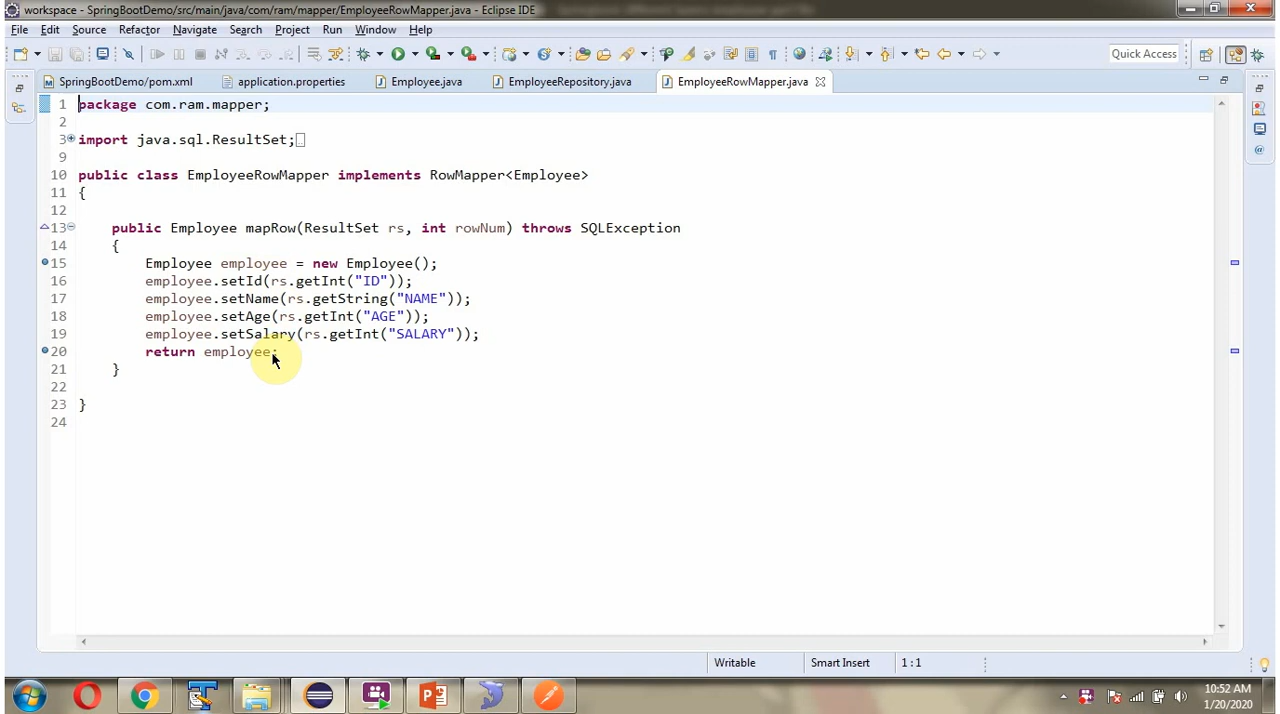 workspace - SpringBootDemo/src/main/java/com/ram/mapper/EmployeeRowMapper.java - Eclipse IDE
File Edit Source Refactor Navigate Search Project Run Window Help
Quick Access
SpringBootDemo/pom.xml application.properties Employee.java EmployeeRepository.java EmployeeRowMapper.java
1 package com.ram.mapper;
2
3 import java.sql.ResultSet;
9
10 public class EmployeeRowMapper implements RowMapper<Employee>
11 {
12
13 public Employee mapRow(ResultSet rs, int rowNum) throws SQLException
14 {
15 Employee employee = new Employee();
16 employee.setId(rs.getInt("ID"));
17 employee.setName(rs.getString("NAME"));
18 employee.setAge(rs.getInt("AGE"));
19 employee.setSalary(rs.getInt("SALARY"));
20 return employee;
21 }
22
23 }
24
Writable Smart Insert 1 : 1
10:52 AM
1/20/2020